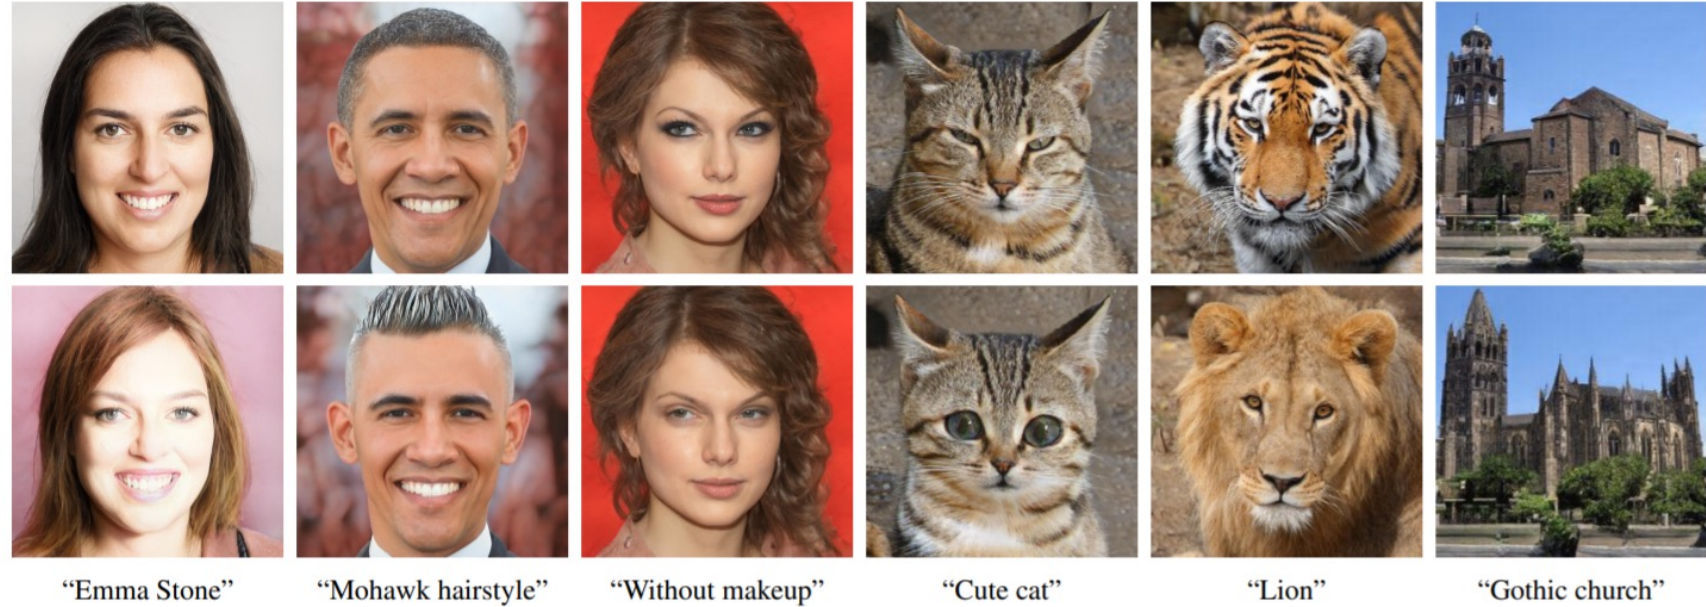 “Emma Stone” “Mohawk hairstyle” “Without makeup” “Cute cat” “Lion” “Gothic church”